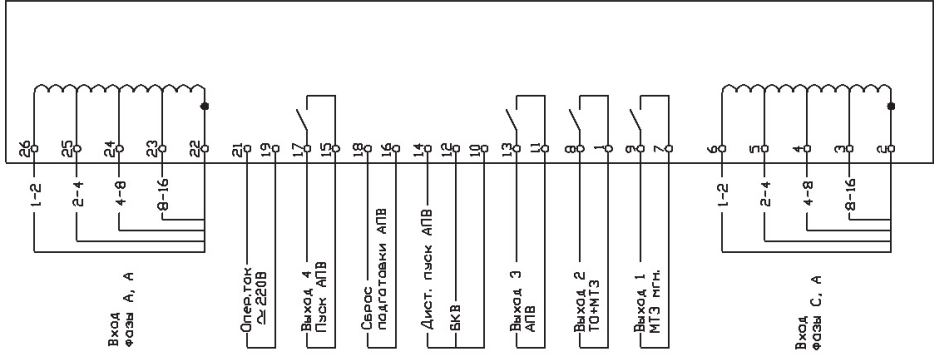 26
25
24
23
22
21
19
17
15
18
16
14
12
10
13
11
8
1
9
7
6
5
4
3
2
1-2
2-4
4-8
8-16
1-2
2-4
4-8
8-16
Вход
фазы А, А
Опер.ток
≃ 220В
Выход 4
Пуск АПВ
Сброс
подготовки АПВ
Дист. пуск АПВ
БКВ
Выход 3
АПВ
Выход 2
ТО+МТЗ
Выход 1
МТЗ мгн.
Вход
фазы С, А